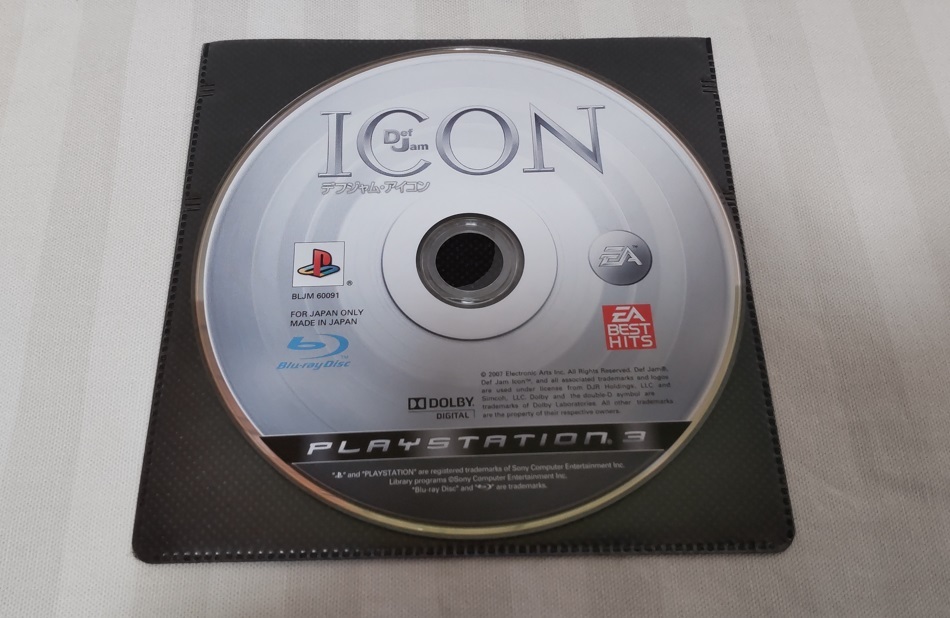 ICON
Def Jam
デフジャム・アイコン
EA™
BLJM 60091
FOR JAPAN ONLY
MADE IN JAPAN
Blu-ray Disc™
EA
BEST
HITS
DOLBY
DIGITAL
© 2007 Electronic Arts Inc. All Rights Reserved. Def Jam®,
Def Jam Icon™, and all associated trademarks and logos
are used under license from DJR Holdings, LLC and
Simcoh, LLC. Dolby and the double-D symbol are
trademarks of Dolby Laboratories. All other trademarks
are the property of their respective owners.
PLAYSTATION®3
" " and "PLAYSTATION" are registered trademarks of Sony Computer Entertainment Inc.
Library programs ©Sony Computer Entertainment Inc.
"Blu-ray Disc" and " " are trademarks.